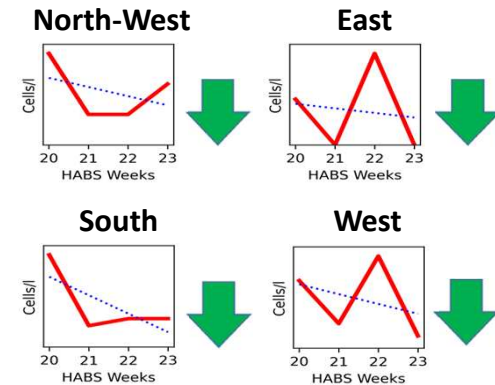 North-West
Cells/l
20 21 22 23
HABS Weeks
East
Cells/l
20 21 22 23
HABS Weeks
South
Cells/l
20 21 22 23
HABS Weeks
West
Cells/l
20 21 22 23
HABS Weeks